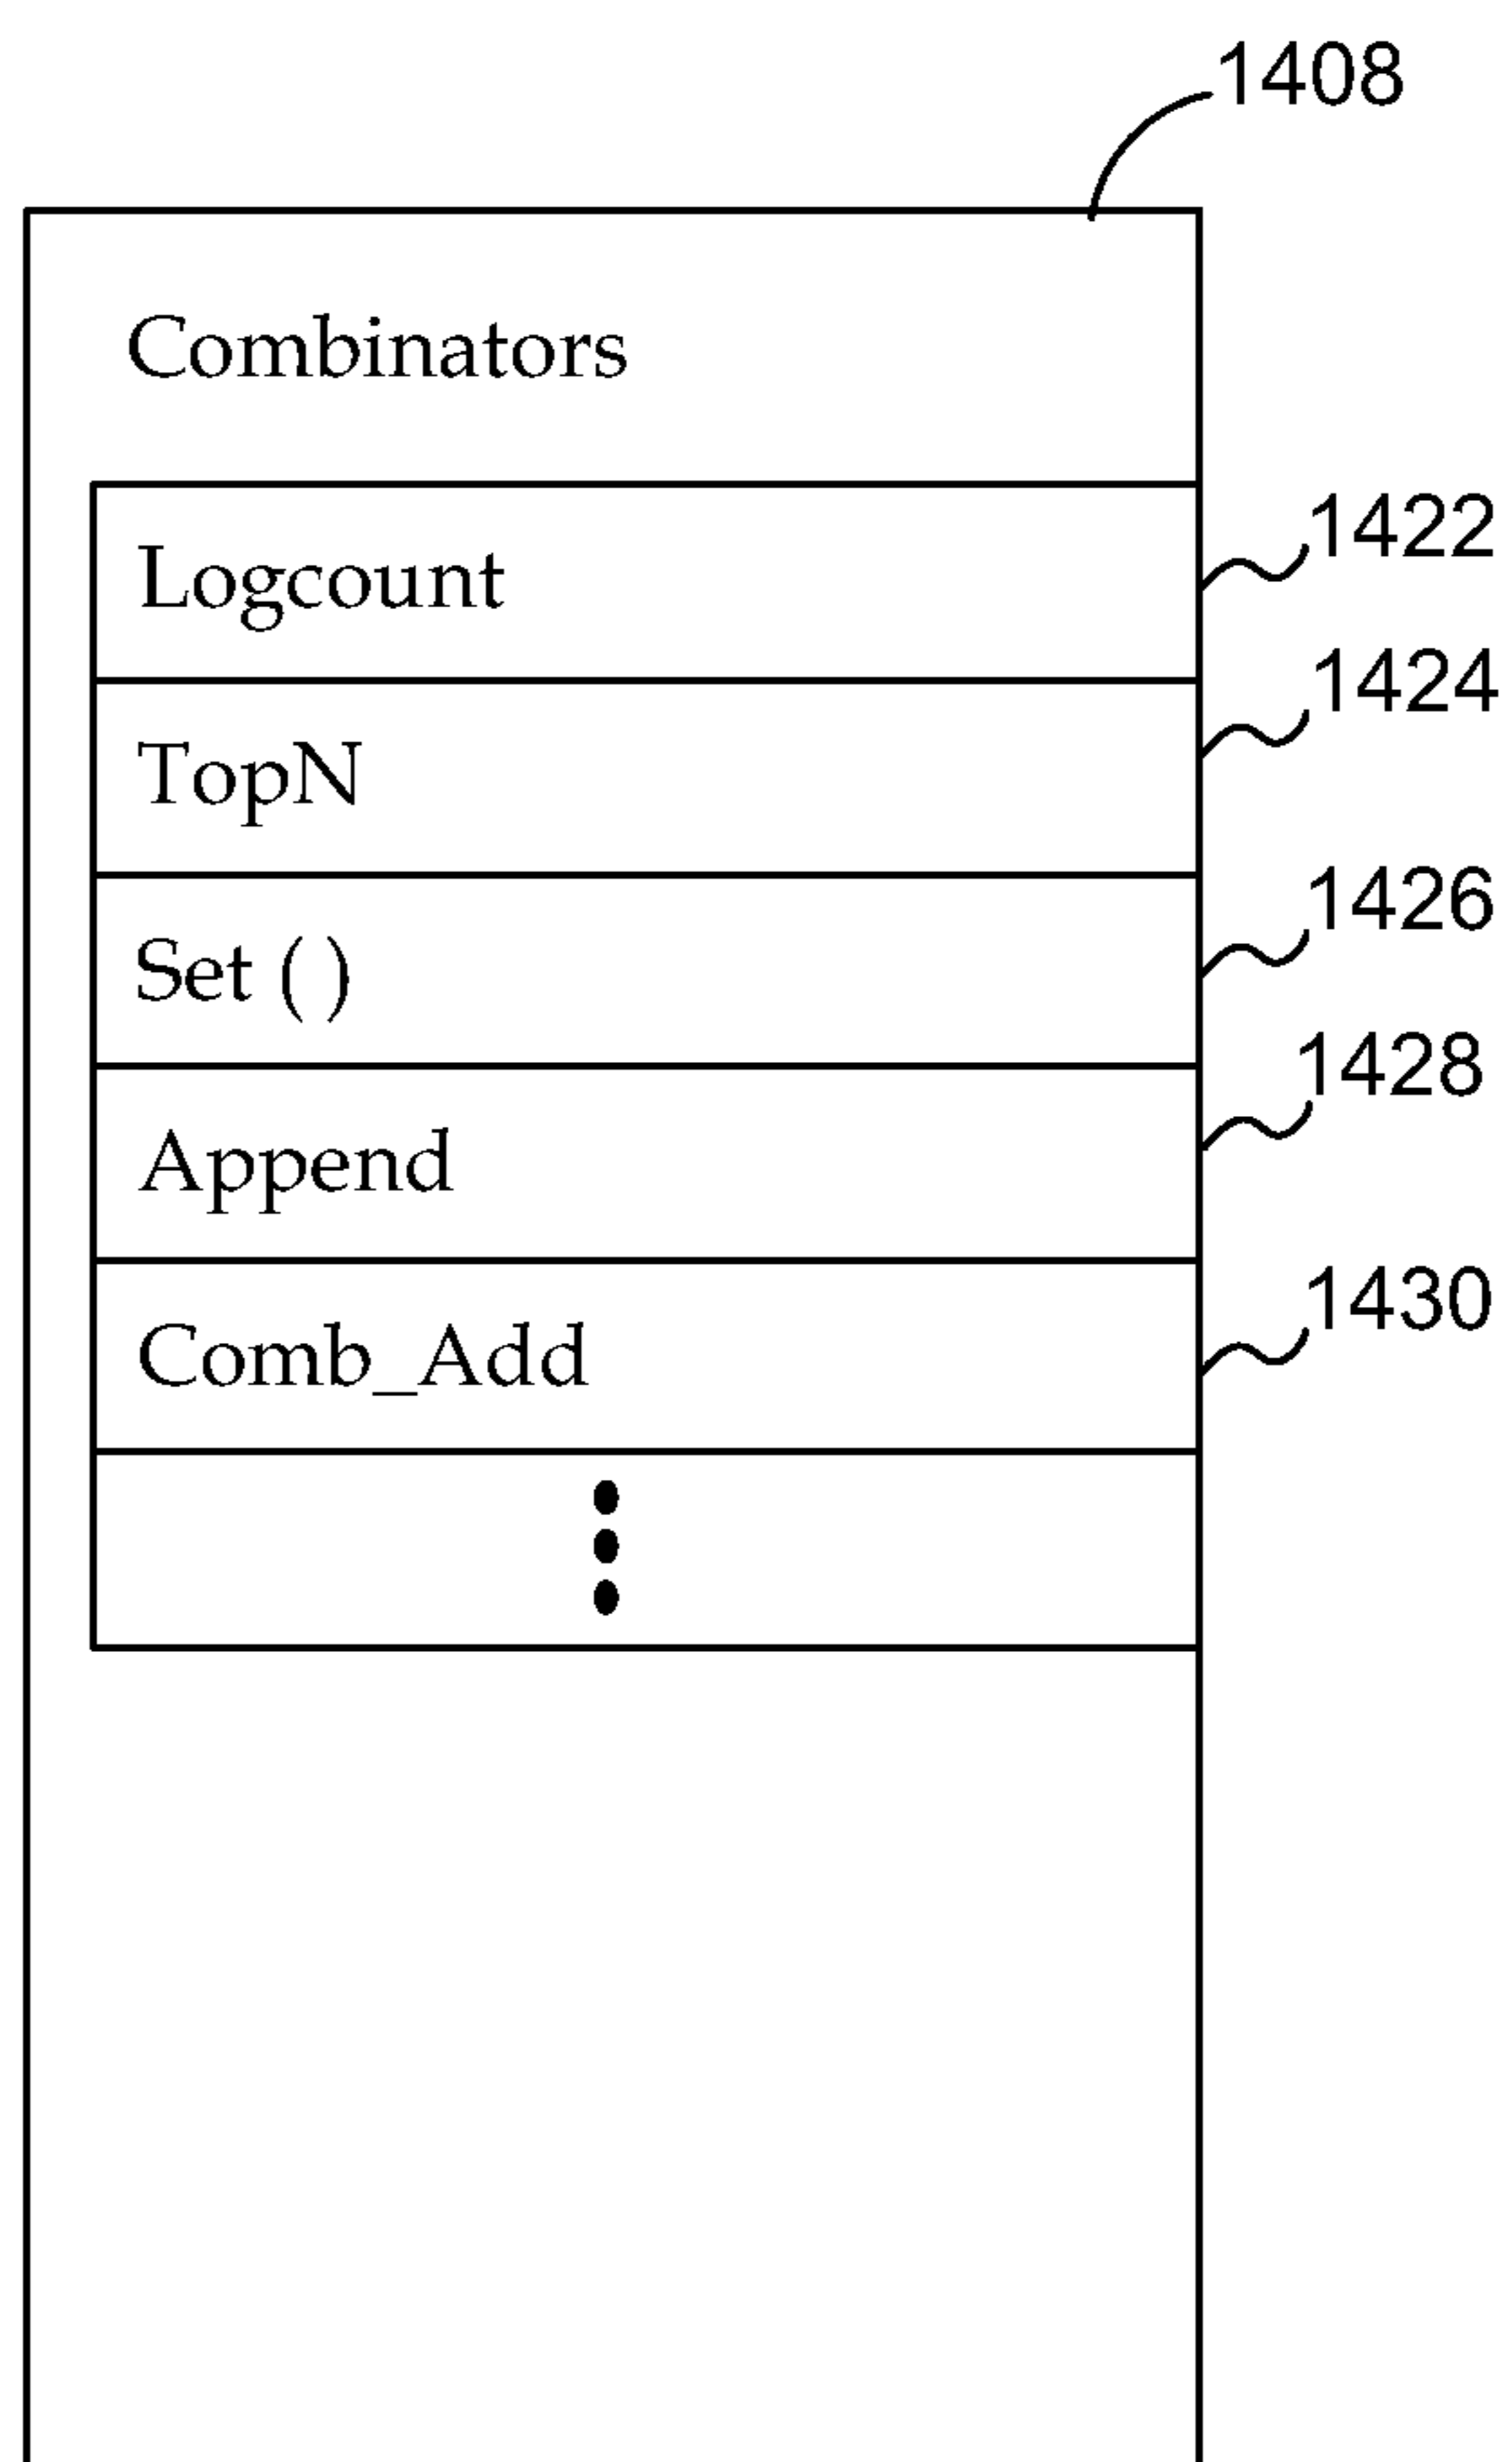 1408
Combinators
Logcount
1422
TopN
1424
Set ( )
1426
Append
1428
Comb_Add
1430